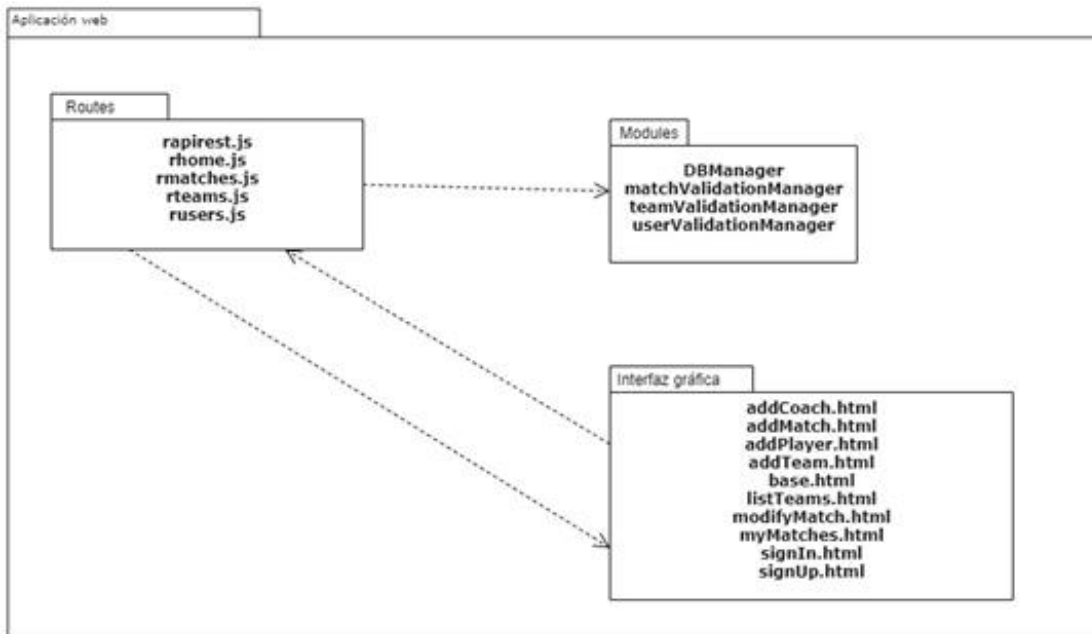 Aplicación web
Routes
rapirest.js
rhome.js
rmatches.js
rteams.js
rusers.js
Modules
DBManager
matchValidationManager
teamValidationManager
userValidationManager
Interfaz gráfica
addCoach.html
addMatch.html
addPlayer.html
addTeam.html
base.html
listTeams.html
modifyMatch.html
myMatches.html
signIn.html
signUp.html